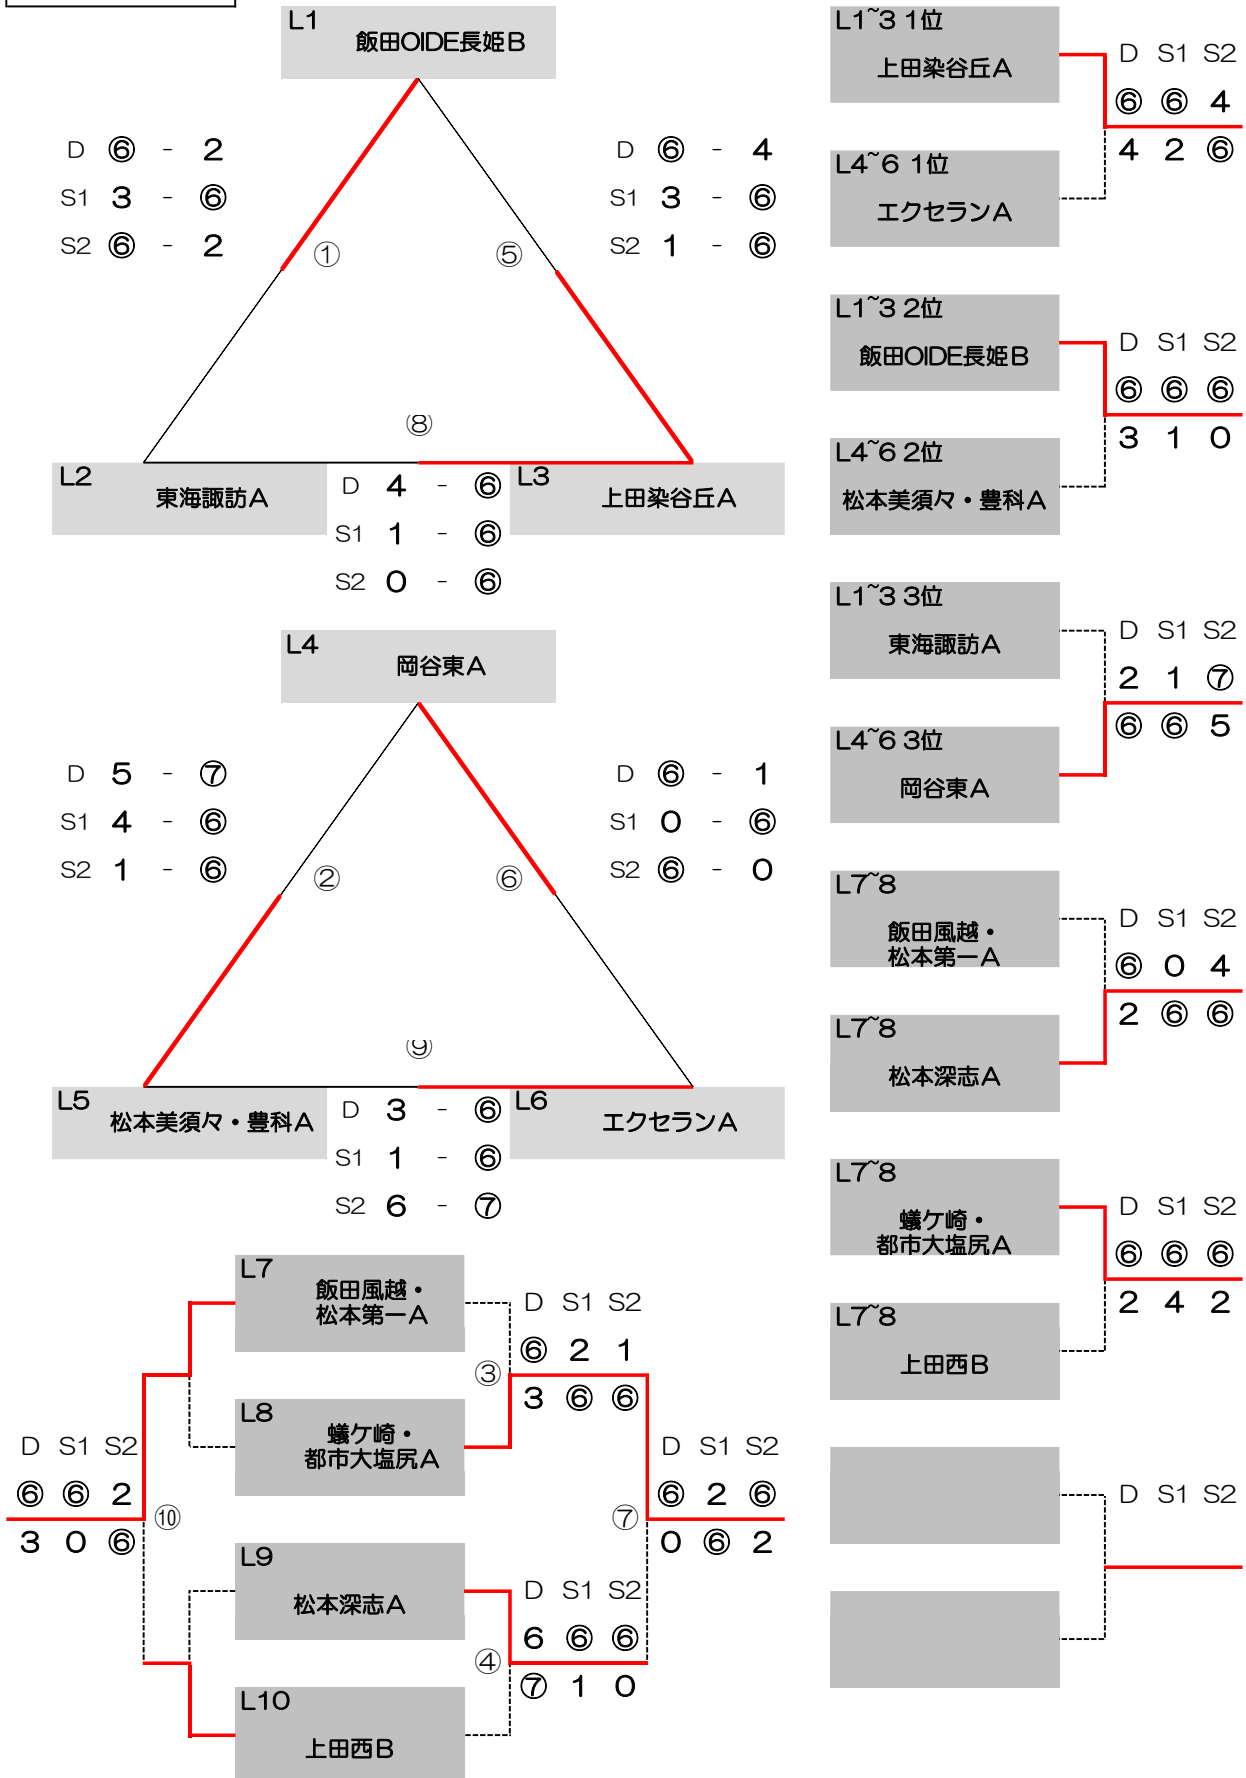 L1
飯田OIDE長姫B
D ⑥ - 2
S1 3 - ⑥
S2 ⑥ - 2
①
D ⑥ - 4
S1 3 - ⑥
S2 1 - ⑥
⑤
⑧
L2
東海諏訪A
D 4 - ⑥
S1 1 - ⑥
S2 0 - ⑥
L3
上田染谷丘A
L4
岡谷東A
D 5 - ⑦
S1 4 - ⑥
S2 1 - ⑥
②
D ⑥ - 1
S1 0 - ⑥
S2 ⑥ - 0
⑥
⑨
L5
松本美須々・豊科A
D 3 - ⑥
S1 1 - ⑥
S2 6 - ⑦
L6
エクセランA
L7
飯田風越・
松本第一A
L8
蟻ケ崎・
都市大塩尻A
L9
松本深志A
L10
上田西B
D S1 S2
⑥ 2 1
③
3 ⑥ ⑥
D S1 S2
6 ⑥ ⑥
④
⑦ 1 0
D S1 S2
⑥ 2 ⑥
⑦
0 ⑥ 2
D S1 S2
⑥ ⑥ 2
⑩
3 0 ⑥
L1~3 1位
上田染谷丘A
D S1 S2
⑥ ⑥ 4
4 2 ⑥
L4~6 1位
エクセランA
L1~3 2位
飯田OIDE長姫B
D S1 S2
⑥ ⑥ ⑥
3 1 0
L4~6 2位
松本美須々・豊科A
L1~3 3位
東海諏訪A
D S1 S2
2 1 ⑦
⑥ ⑥ 5
L4~6 3位
岡谷東A
L7~8
飯田風越・
松本第一A
D S1 S2
⑥ 0 4
2 ⑥ ⑥
L7~8
松本深志A
L7~8
蟻ケ崎・
都市大塩尻A
D S1 S2
⑥ ⑥ ⑥
2 4 2
L7~8
上田西B
D S1 S2